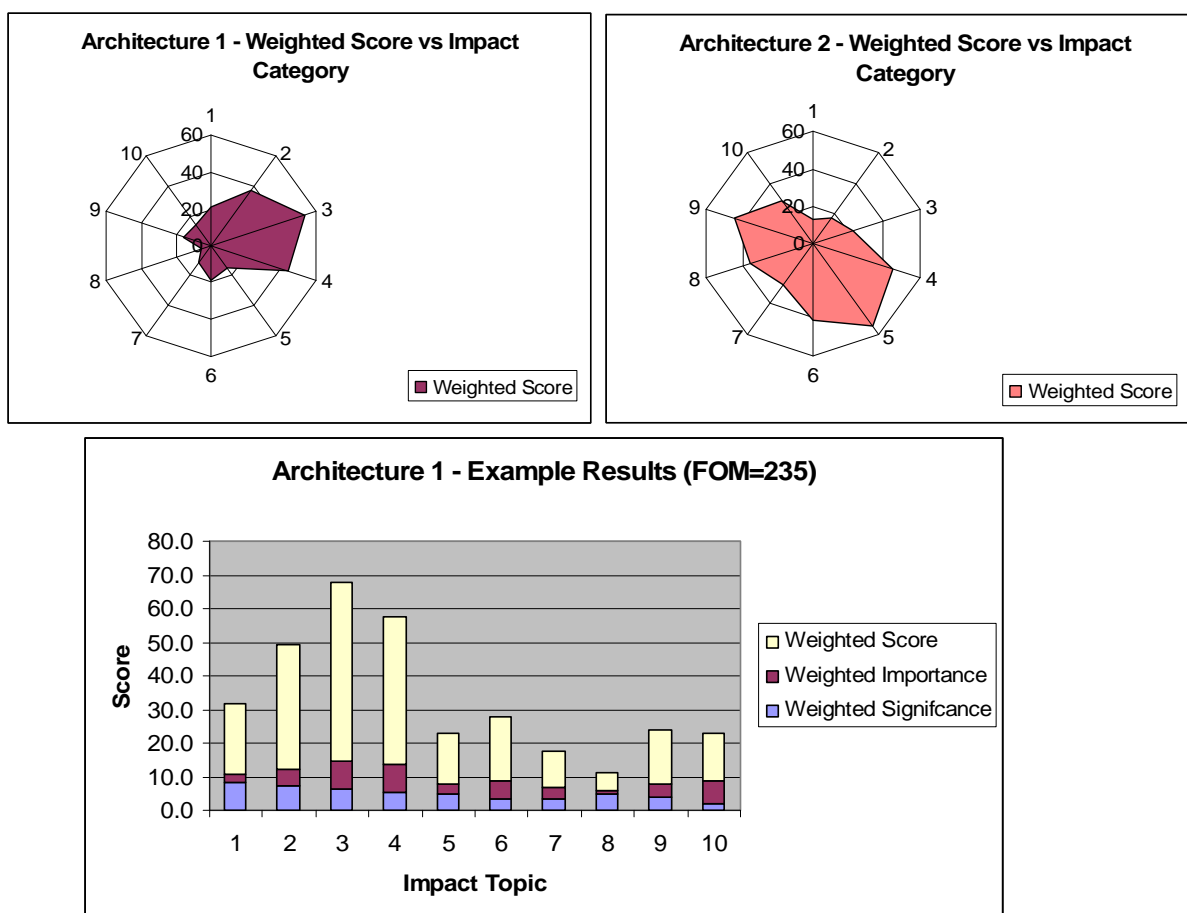 Architecture 1 - Weighted Score vs Impact
Category
1
2
3
4
5
6
7
8
9
10
60
40
20
0
Weighted Score
Architecture 2 - Weighted Score vs Impact
Category
1
2
3
4
5
6
7
8
9
10
60
40
20
0
Weighted Score
Architecture 1 - Example Results (FOM=235)
80.0
70.0
60.0
50.0
40.0
30.0
20.0
10.0
0.0
Score
1 2 3 4 5 6 7 8 9 10
Impact Topic
Weighted Score
Weighted Importance
Weighted Signifcance